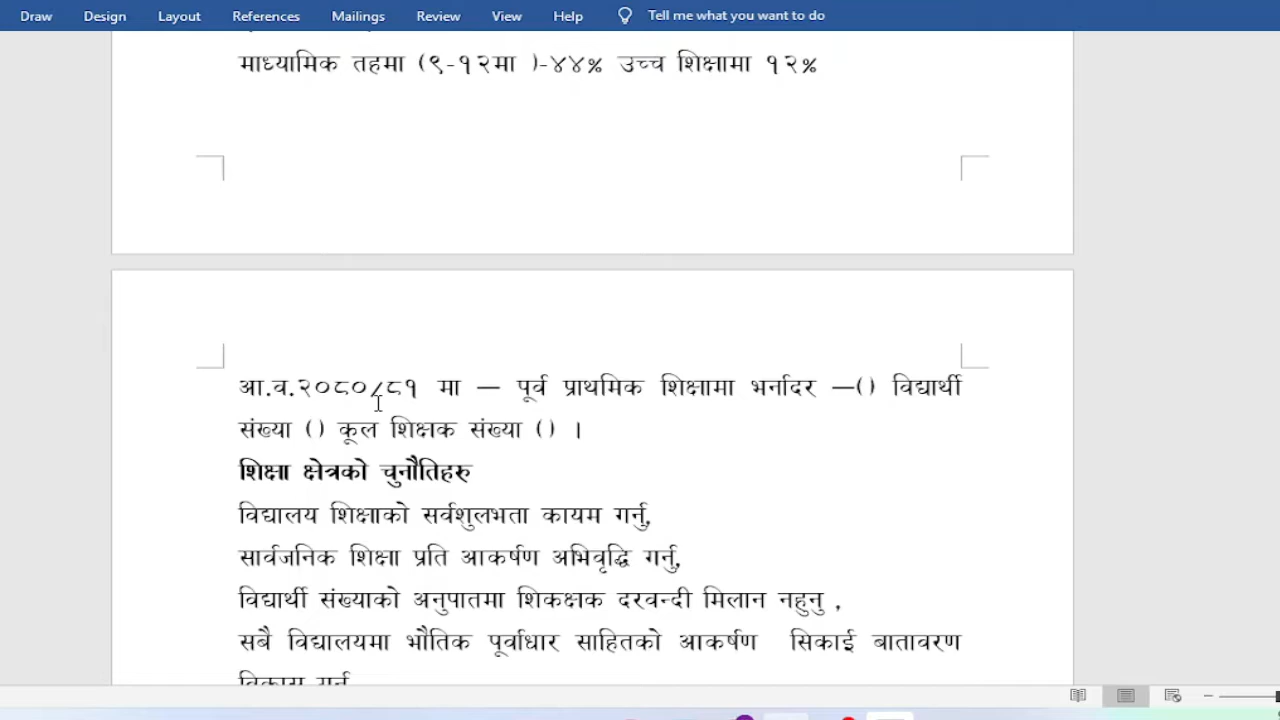 Draw Design Layout References Mailings Review View Help Tell me what you want to do
माध्यामिक तहमा (९-१२मा )-४४% उच्च शिक्षामा १२%
आ.व.२०८०/८१ मा — पूर्व प्राथमिक शिक्षामा भर्नादर —() विद्यार्थी
संख्या () कूल शिक्षक संख्या () ।
शिक्षा क्षेत्रको चुनौतिहरु
विद्यालय शिक्षाको सर्वशुलभता कायम गर्नु,
सार्वजनिक शिक्षा प्रति आकर्षण अभिवृद्धि गर्नु,
विद्यार्थी संख्याको अनुपातमा शिकक्षक दरवन्दी मिलान नहुनु ,
सबै विद्यालयमा भौतिक पूर्वाधार साहितको आकर्षण सिकाई बातावरण
विकास गर्नु